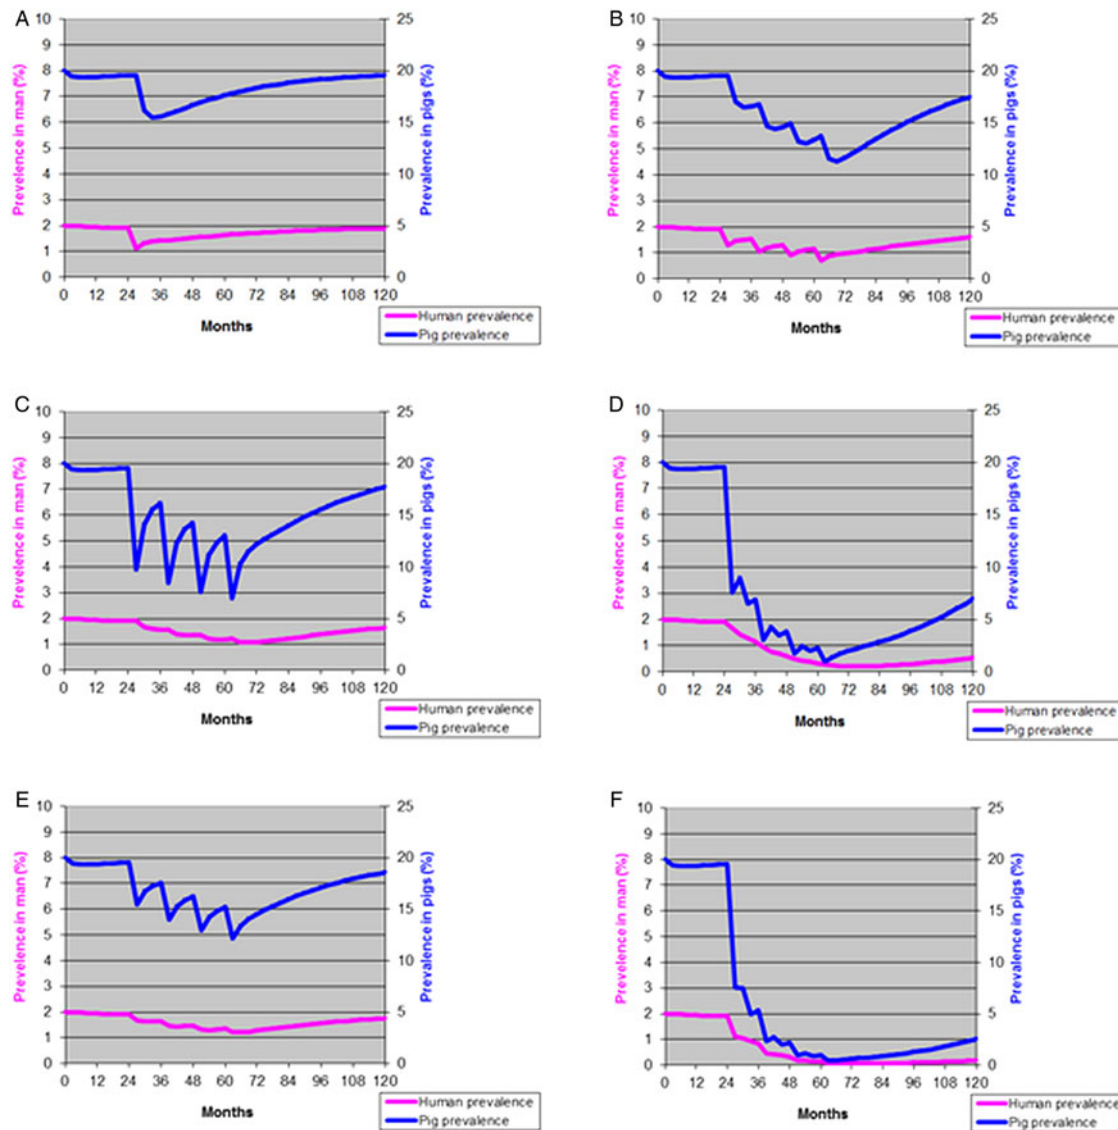 A
Prevelence in man (%)
10
9
8
7
6
5
4
3
2
1
0
25
20
15
10
5
0
Prevalence in pigs (%)
0 12 24 36 48 60 72 84 96 108 120
Months
Human prevalence
Pig prevalence
B
Prevelence in man (%)
10
9
8
7
6
5
4
3
2
1
0
25
20
15
10
5
0
Prevalence in pigs (%)
0 12 24 36 48 60 72 84 96 108 120
Months
Human prevalence
Pig prevalence
C
Prevelence in man (%)
10
9
8
7
6
5
4
3
2
1
0
25
20
15
10
5
0
Prevalence in pigs (%)
0 12 24 36 48 60 72 84 96 108 120
Months
Human prevalence
Pig prevalence
D
Prevelence in man (%)
10
9
8
7
6
5
4
3
2
1
0
25
20
15
10
5
0
Prevalence in pigs (%)
0 12 24 36 48 60 72 84 96 108 120
Months
Human prevalence
Pig prevalence
E
Prevelence in man (%)
10
9
8
7
6
5
4
3
2
1
0
25
20
15
10
5
0
Prevalence in pigs (%)
0 12 24 36 48 60 72 84 96 108 120
Months
Human prevalence
Pig prevalence
F
Prevelence in man (%)
10
9
8
7
6
5
4
3
2
1
0
25
20
15
10
5
0
Prevalence in pigs (%)
0 12 24 36 48 60 72 84 96 108 120
Months
Human prevalence
Pig prevalence